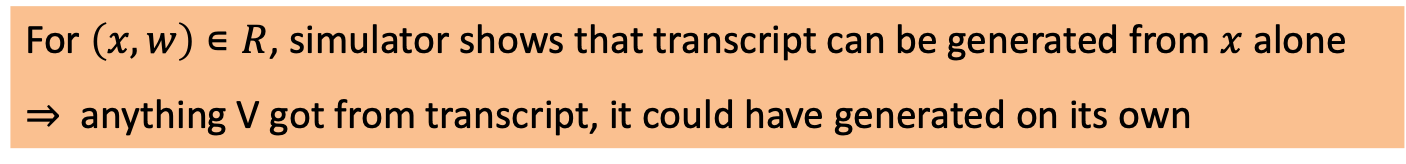 For (𝑥, 𝑤) ∈ 𝑅, simulator shows that transcript can be generated from 𝑥 alone
⇒ anything V got from transcript, it could have generated on its own